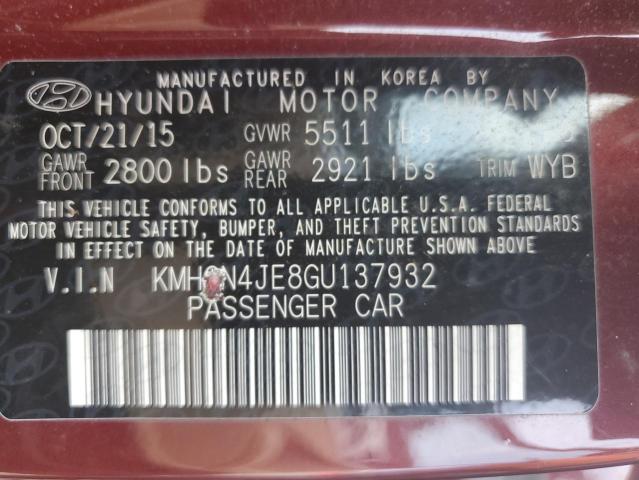 MANUFACTURED IN KOREA BY
HYUNDAI MOTOR COMPANY
OCT/21/15 GVWR 5511 lbs
GAWR FRONT 2800 lbs GAWR REAR 2921 lbs TRIM WYB
THIS VEHICLE CONFORMS TO ALL APPLICABLE U.S.A. FEDERAL
MOTOR VEHICLE SAFETY, BUMPER, AND THEFT PREVENTION STANDARDS
IN EFFECT ON THE DATE OF MANUFACTURE SHOWN ABOVE
V.I.N
PASSENGER CAR